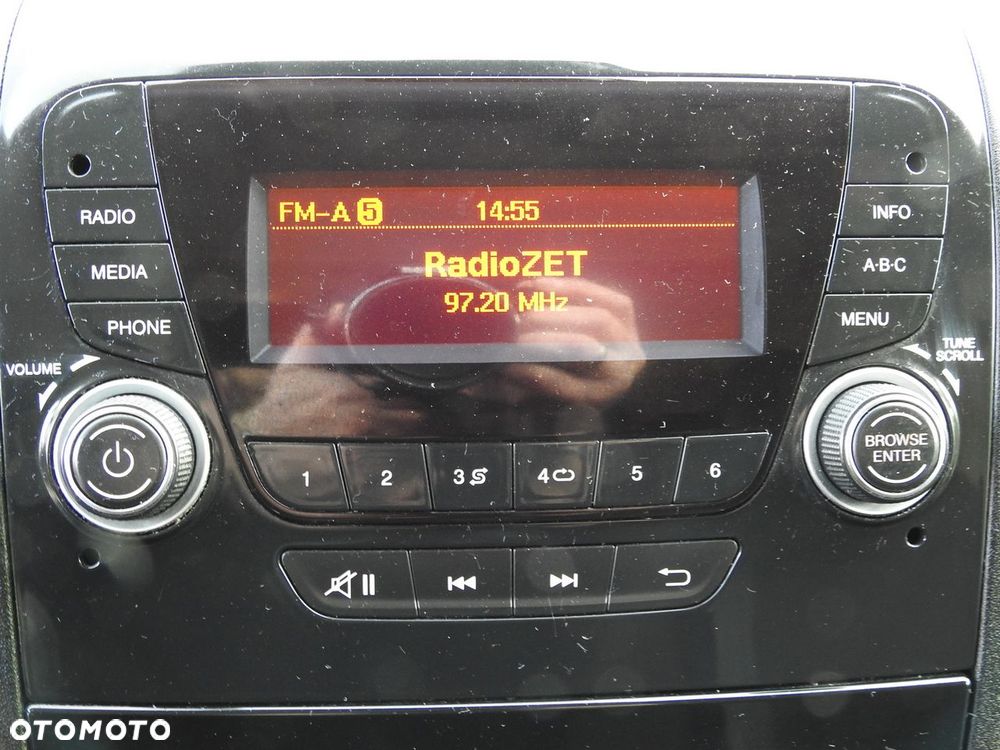 FM-A 5 14:55
RadioZET
97.20 MHz
RADIO
MEDIA
PHONE
VOLUME
INFO
A·B·C
MENU
TUNE
SCROLL
BROWSE
ENTER
1 2 3 4 5 6
OTOMOTO